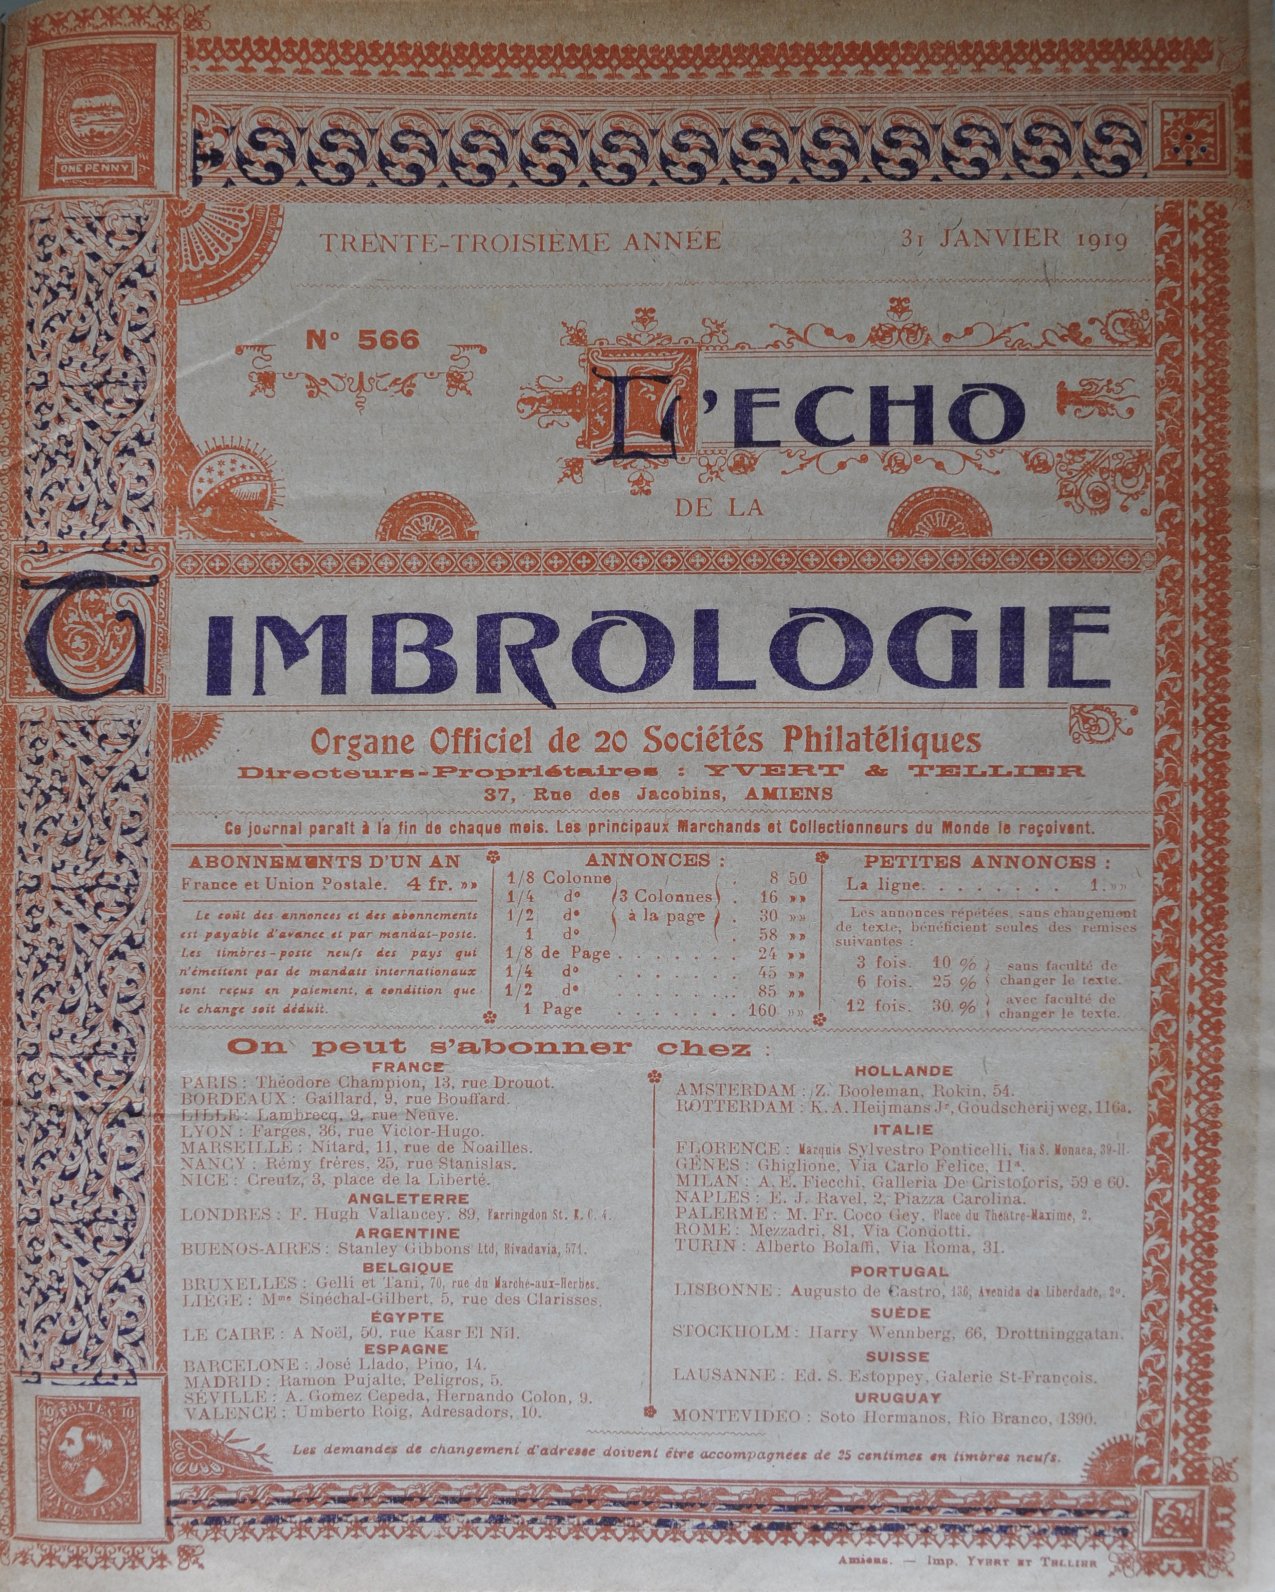 ONE PENNY
TRENTE-TROISIÈME ANNÉE
31 JANVIER 1919
No 566
L'ECHO
DE LA
TIMBROLOGIE
Organe Officiel de 20 Sociétés Philatéliques
Directeurs-Propriétaires : YVERT & TELLIER
37, Rue des Jacobins, AMIENS
Ce journal paraît à la fin de chaque mois. Les principaux Marchands et Collectionneurs du Monde le reçoivent.
ABONNEMENTS D'UN AN
France et Union Postale. 4 fr. »»
Le coût des annonces et des abonnements
est payable d'avance et par mandat-poste.
Les timbres-poste neufs des pays qui
n'émettent pas de mandats internationaux
sont reçus en paiement, à condition que
le change soit déduit.
ANNONCES :
1/8 Colonne . 8 50
1/4 do (3 Colonnes) . 16 »»
1/2 do ( à la page ) . 30 »»
1 do . 58 »»
1/8 de Page . . . . . . . 24 »»
1/4 do . . . . . . . 45 »»
1/2 do . . . . . . . 85 »»
1 Page . . . . . . . 160 »»
PETITES ANNONCES :
La ligne. . . . . . . . 1.»»
Les annonces répétées, sans changement
de texte, bénéficient seules des remises
suivantes :
3 fois. 10 % } sans faculté de
6 fois. 25 % { changer le texte.
12 fois. 30 % } avec faculté de
changer le texte.
On peut s'abonner chez :
FRANCE
PARIS : Théodore Champion, 13, rue Drouot.
BORDEAUX : Gaillard, 9, rue Bouffard.
LILLE : Lambrecq, 9, rue Neuve.
LYON : Farges, 36, rue Victor-Hugo.
MARSEILLE : Nitard, 11, rue de Noailles.
NANCY : Rémy frères, 25, rue Stanislas.
NICE : Creutz, 3, place de la Liberté.
ANGLETERRE
LONDRES : F. Hugh Vallancey, 89, Farringdon St. E. C. 4.
ARGENTINE
BUENOS-AIRES : Stanley Gibbons Ltd, Rivadavia, 571.
BELGIQUE
BRUXELLES : Gelli et Tani, 70, rue du Marché-aux-Herbes.
LIÉGE : Mme Sinéchal-Gilbert, 5, rue des Clarisses.
ÉGYPTE
LE CAIRE : A Noël, 50, rue Kasr El Nil.
ESPAGNE
BARCELONE : José Llado, Pino, 14.
MADRID : Ramon Pujalte, Peligros, 5.
SÉVILLE : A. Gomez Cepeda, Hernando Colon, 9.
VALENCE : Umberto Roig, Adresadors, 10.
HOLLANDE
AMSTERDAM : Z. Booleman, Rokin, 54.
ROTTERDAM : K. A. Heijmans Jr, Goudscherijweg, 116a.
ITALIE
FLORENCE : Marquis Sylvestro Ponticelli, Via S. Monaca, 39-II.
GÊNES : Ghiglione, Via Carlo Felice, 11a.
MILAN : A. E. Fiecchi, Galleria De Cristoforis, 59 e 60.
NAPLES : E. J. Ravel, 2, Piazza Carolina.
PALERME : M. Fr. Coco Gey, Place du Théâtre-Maxime, 2.
ROME : Mezzadri, 81, Via Condotti.
TURIN : Alberto Bolaffi, Via Roma, 31.
PORTUGAL
LISBONNE : Augusto de Castro, 136, Avenida da Liberdade, 2o.
SUÈDE
STOCKHOLM : Harry Wennberg, 66, Drottninggatan.
SUISSE
LAUSANNE : Ed. S. Estoppey, Galerie St-François.
URUGUAY
MONTEVIDEO : Soto Hermanos, Rio Branco, 1390.
10 POSTES 10
Les demandes de changement d'adresse doivent être accompagnées de 25 centimes en timbres neufs.
Amiens. — Imp. YVERT ET TELLIER